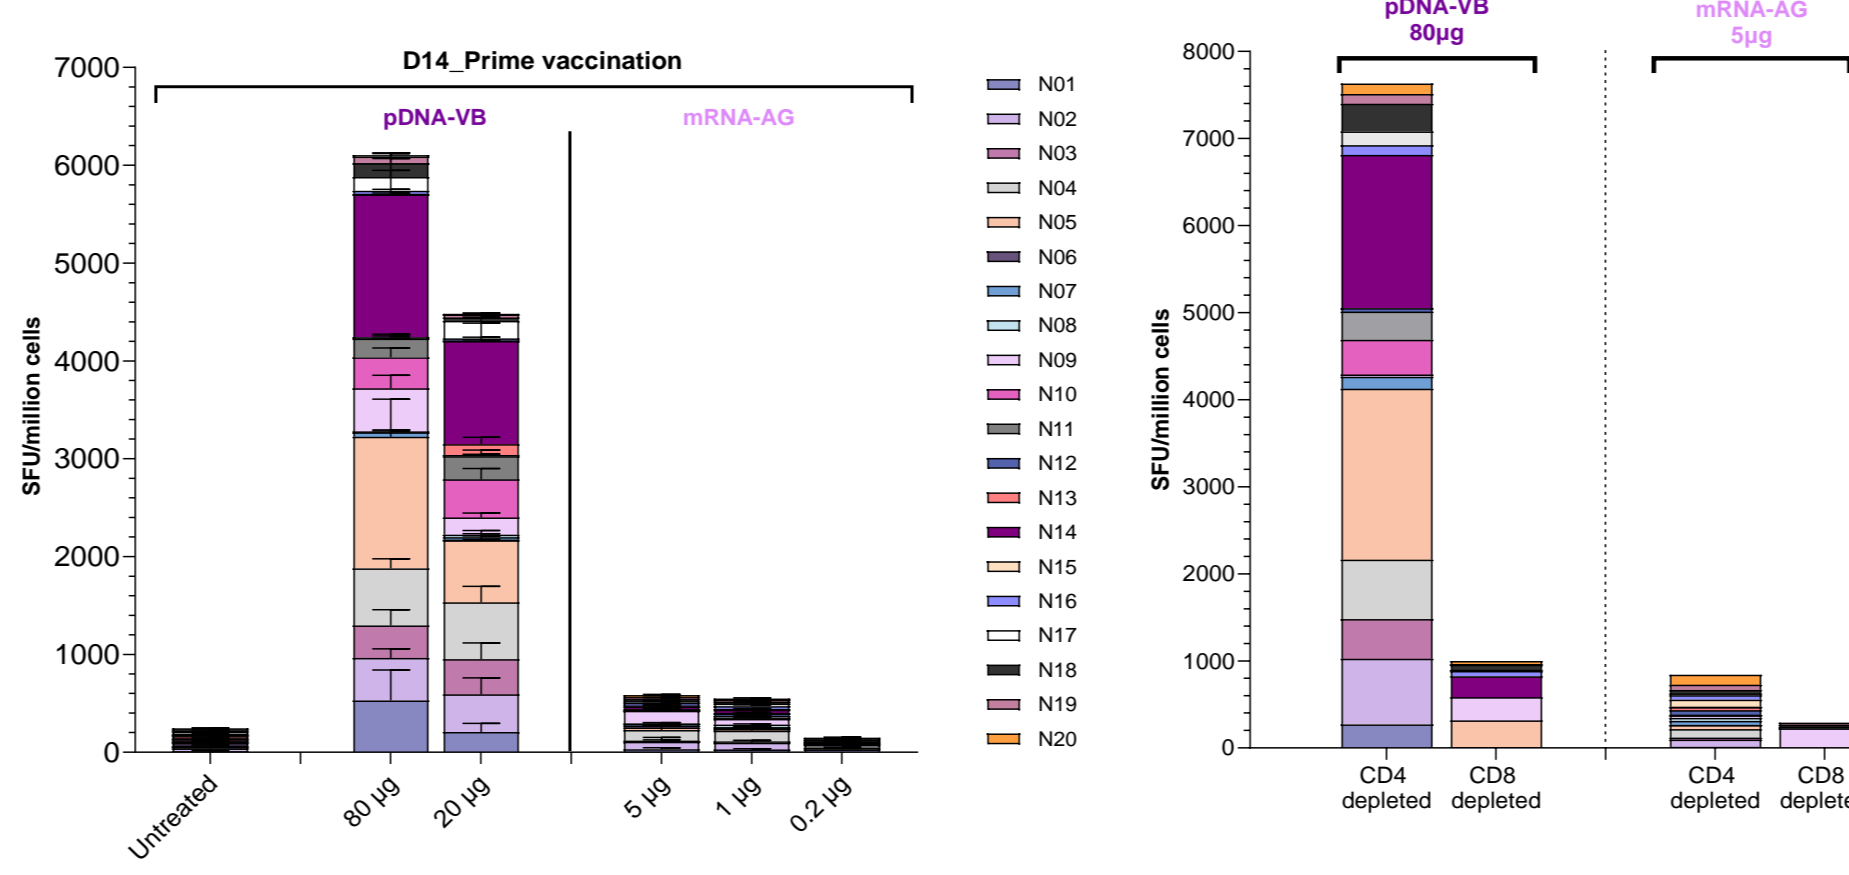 D14_Prime vaccination
pDNA-VB
mRNA-AG
SFU/million cells
7000
6000
5000
4000
3000
2000
1000
0
Untreated
80 µg
20 µg
5 µg
1 µg
0.2 µg
N01
N02
N03
N04
N05
N06
N07
N08
N09
N10
N11
N12
N13
N14
N15
N16
N17
N18
N19
N20
pDNA-VB
80µg
mRNA-AG
5µg
SFU/million cells
8000
7000
6000
5000
4000
3000
2000
1000
0
CD4
depleted
CD8
depleted
CD4
depleted
CD8
deplete